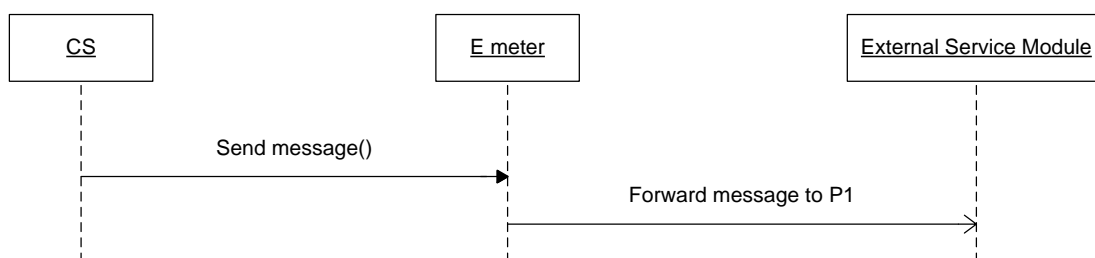 CS
E meter
External Service Module
Send message()
Forward message to P1